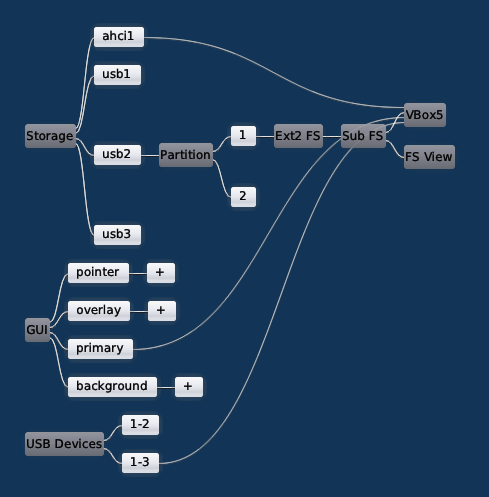 ahci1
usb1
VBox5
Storage
1
Ext2 FS
Sub FS
usb2
Partition
FS View
2
usb3
pointer
+
overlay
+
GUI
primary
background
+
1-2
USB Devices
1-3